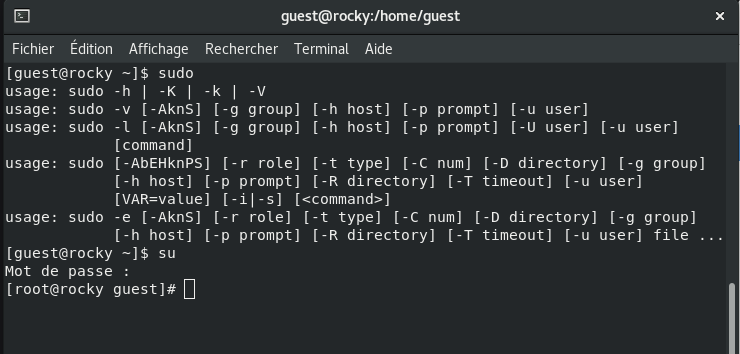 guest@rocky:/home/guest
Fichier Édition Affichage Rechercher Terminal Aide
[guest@rocky ~]$ sudo
usage: sudo -h | -K | -k | -V
usage: sudo -v [-AknS] [-g group] [-h host] [-p prompt] [-u user]
usage: sudo -l [-AknS] [-g group] [-h host] [-p prompt] [-U user] [-u user]
            [command]
usage: sudo [-AbEHknPS] [-r role] [-t type] [-C num] [-D directory] [-g group]
            [-h host] [-p prompt] [-R directory] [-T timeout] [-u user]
            [VAR=value] [-i|-s] [<command>]
usage: sudo -e [-AknS] [-r role] [-t type] [-C num] [-D directory] [-g group]
            [-h host] [-p prompt] [-R directory] [-T timeout] [-u user] file ...
[guest@rocky ~]$ su
Mot de passe :
[root@rocky guest]#